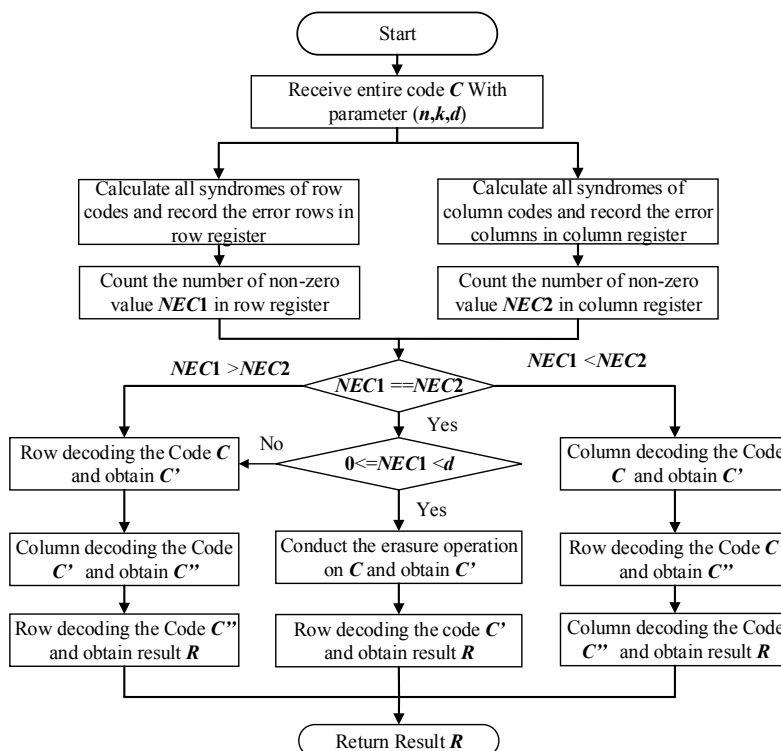 Start
Receive entire code C With
parameter (n,k,d)
Calculate all syndromes of row
codes and record the error rows in
row register
Calculate all syndromes of
column codes and record the error
columns in column register
Count the number of non-zero
value NEC1 in row register
Count the number of non-zero
value NEC2 in column register
NEC1 >NEC2
NEC1 <NEC2
NEC1 ==NEC2
Yes
No
0<=NEC1 <d
Yes
Row decoding the Code C
and obtain C’
Column decoding the Code
C and obtain C’
Column decoding the Code
C’ and obtain C’’
Conduct the erasure operation
on C and obtain C’
Row decoding the Code C’
and obtain C’’
Row decoding the Code C’’
and obtain result R
Row decoding the code C’
and obtain result R
Column decoding the Code
C’’ and obtain result R
Return Result R